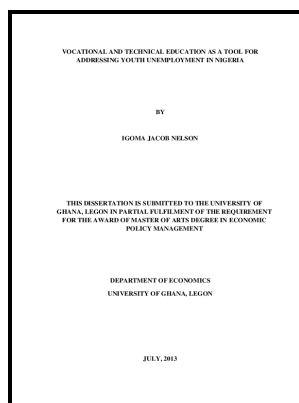 VOCATIONAL AND TECHNICAL EDUCATION AS A TOOL FOR
ADDRESSING YOUTH UNEMPLOYMENT IN NIGERIA
BY
IGOMA JACOB NELSON
THIS DISSERTATION IS SUBMITTED TO THE UNIVERSITY OF
GHANA, LEGON IN PARTIAL FULFILMENT OF THE REQUIREMENT
FOR THE AWARD OF MASTER OF ARTS DEGREE IN ECONOMIC
POLICY MANAGEMENT
DEPARTMENT OF ECONOMICS
UNIVERSITY OF GHANA, LEGON
JULY, 2013